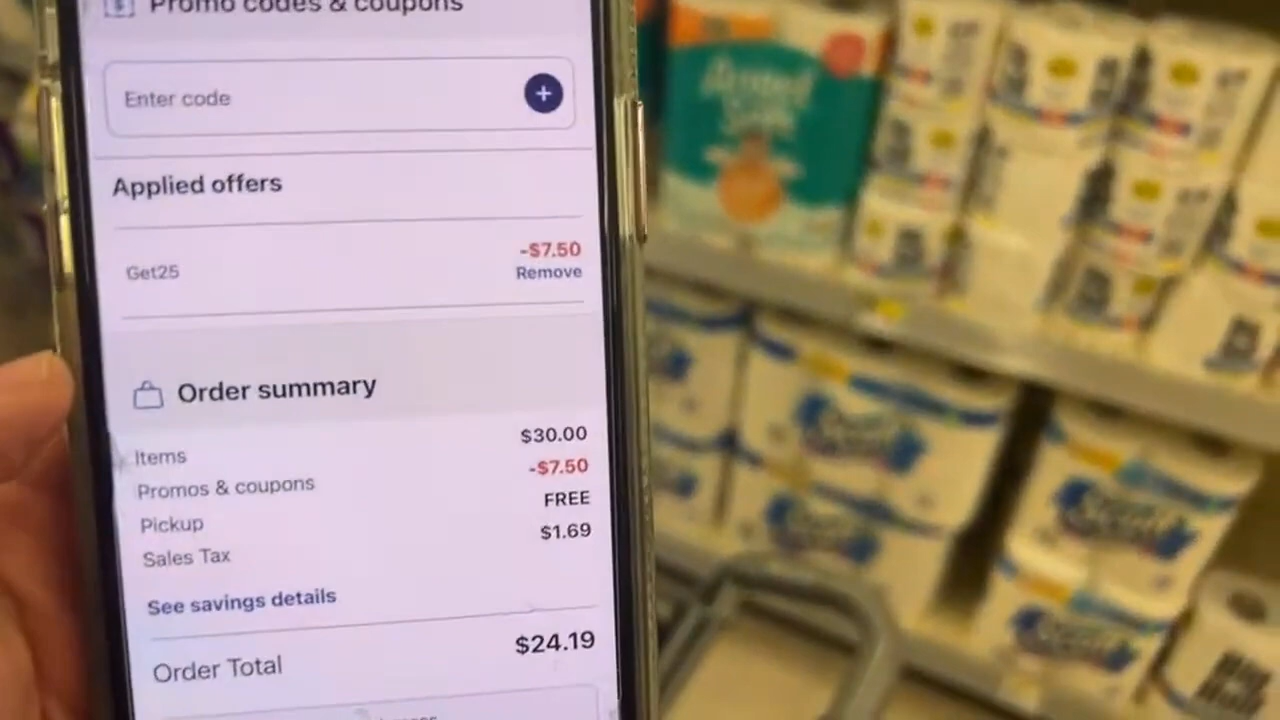 Promo codes & coupons
Enter code
+
Applied offers
Get25
-$7.50
Remove
Order summary
Items $30.00
Promos & coupons -$7.50
Pickup FREE
Sales Tax $1.69
See savings details
Order Total $24.19